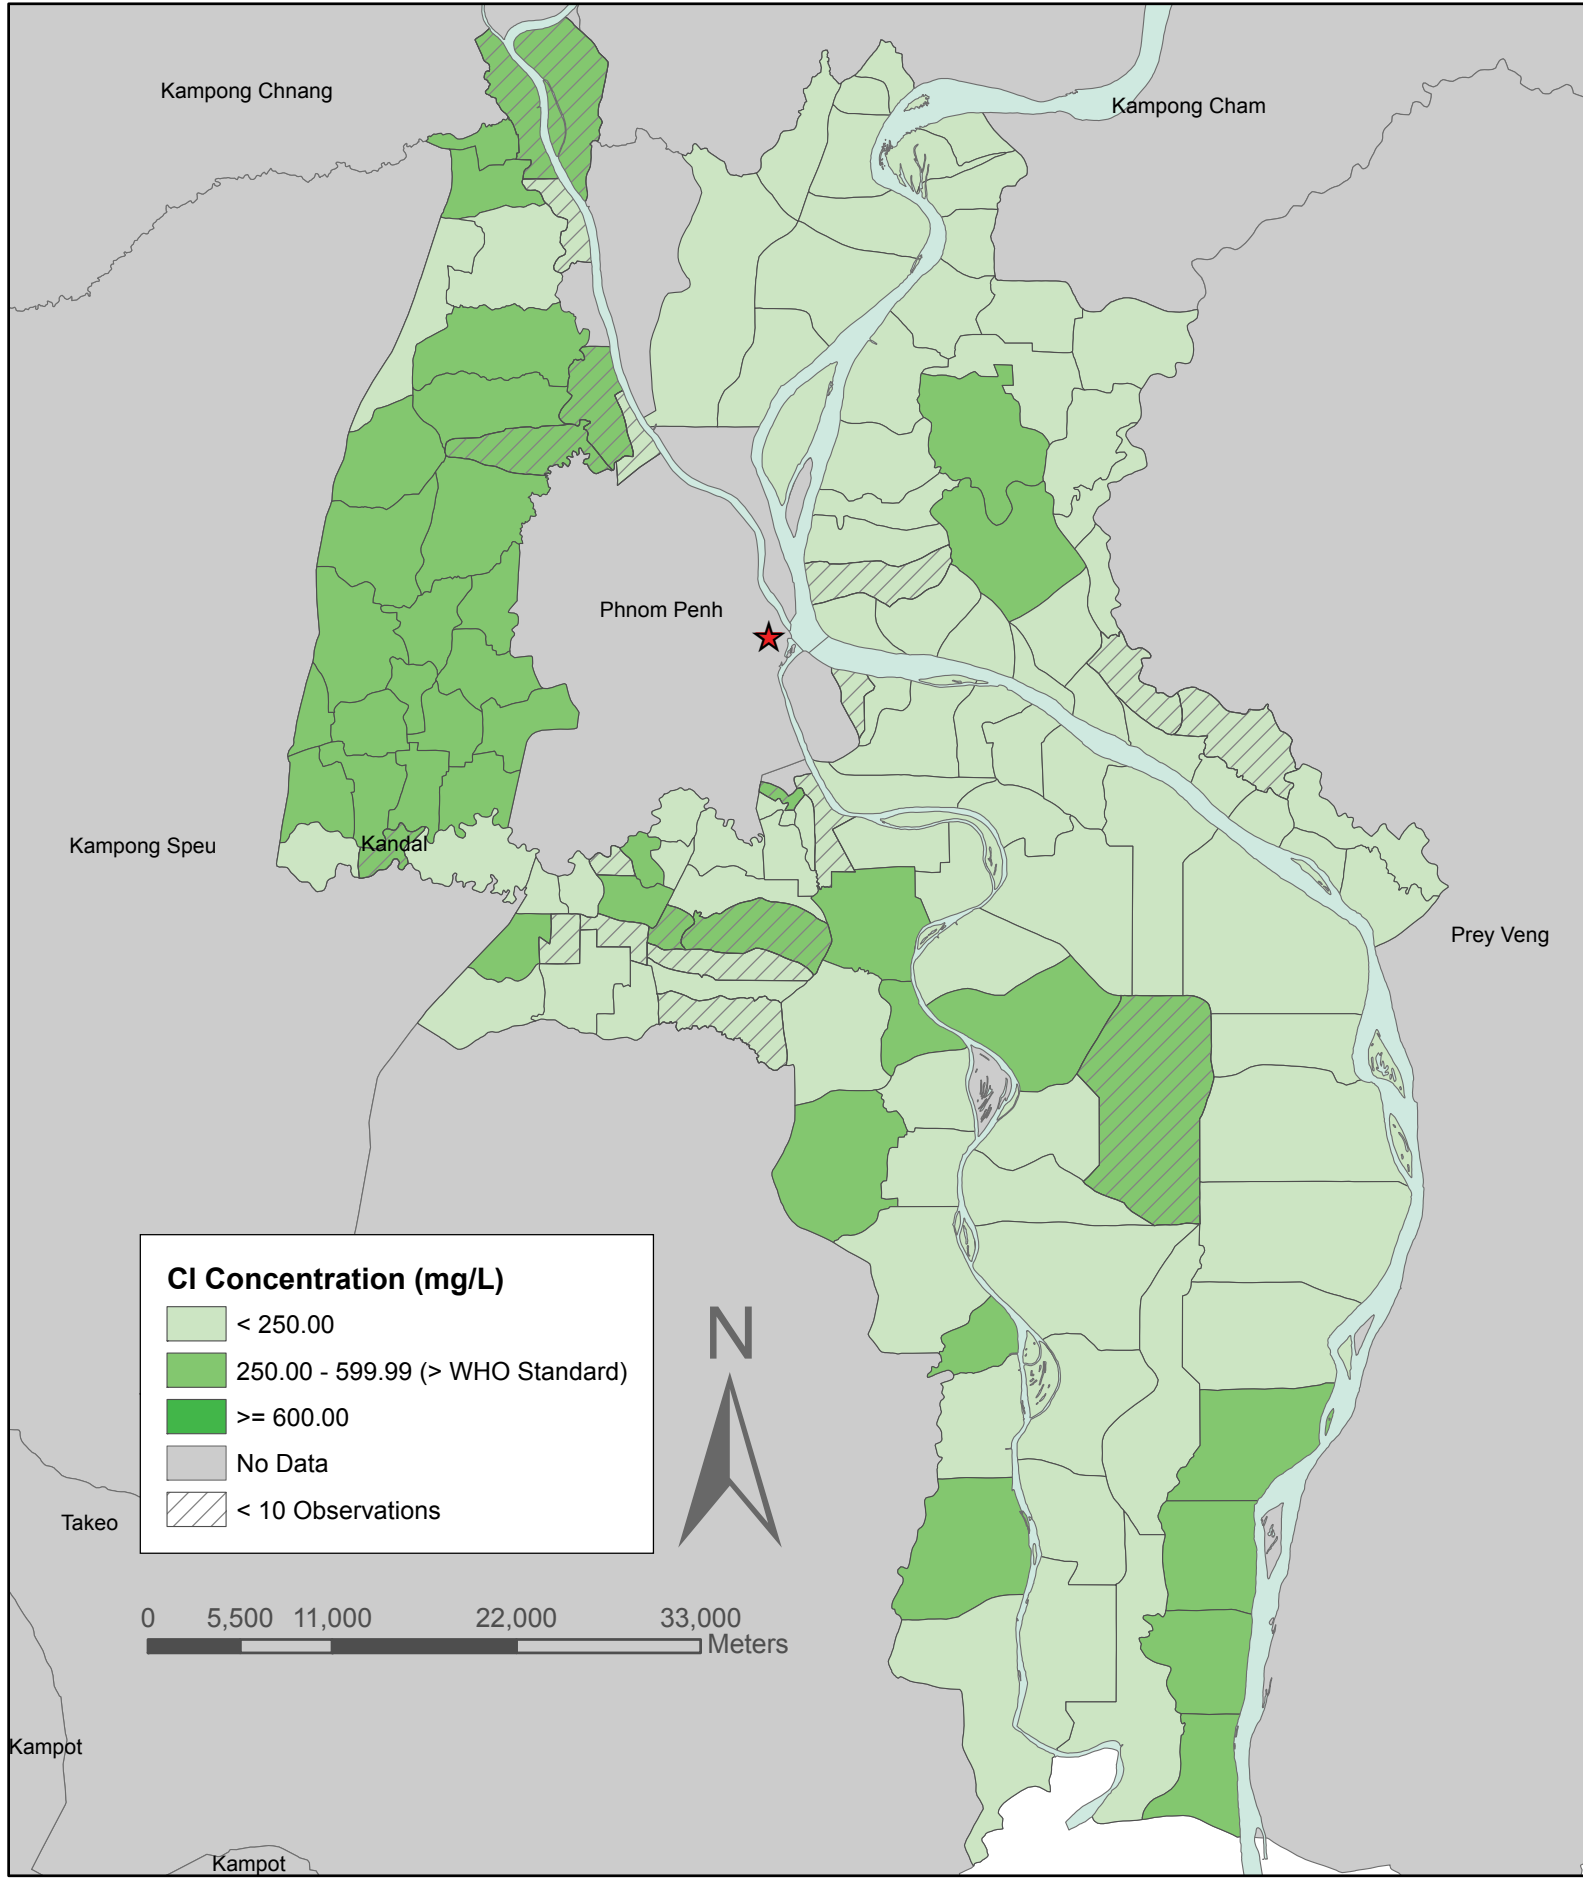 Kampong Chnang
Kampong Cham
Phnom Penh
Kampong Speu
Kandal
Prey Veng
Cl Concentration (mg/L)
< 250.00
250.00 - 599.99 (> WHO Standard)
>= 600.00
No Data
< 10 Observations
N
Takeo
0 5,500 11,000 22,000 33,000
Meters
Kampot
Kampot